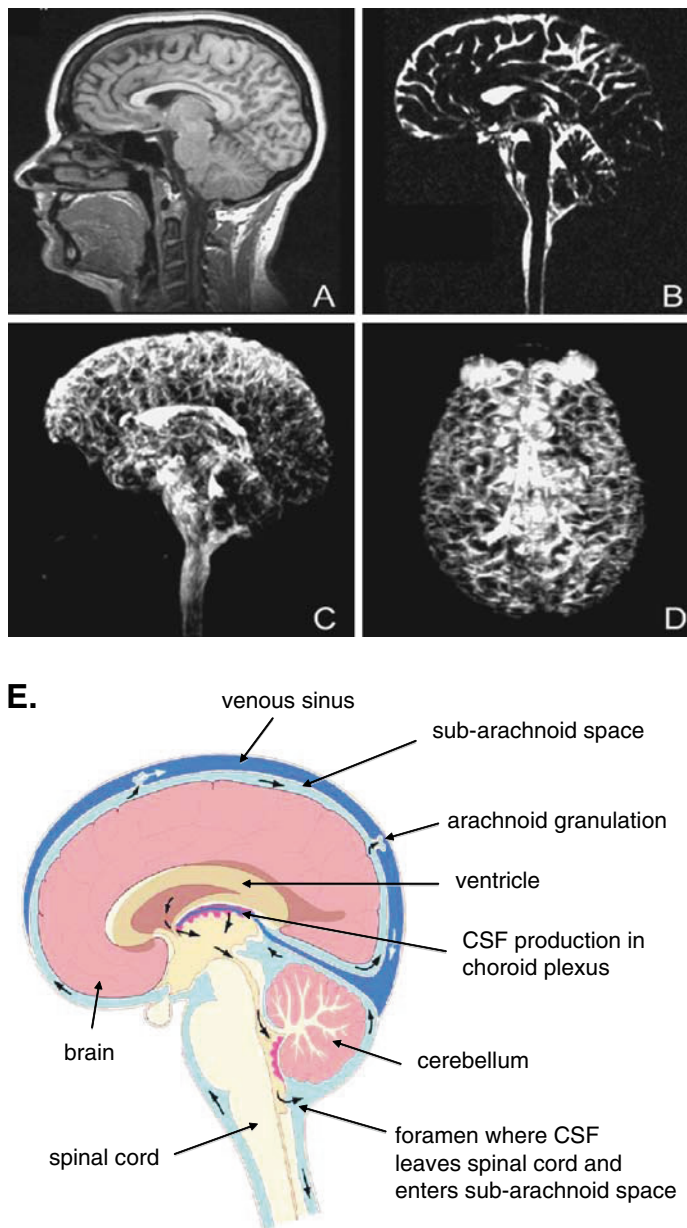 A
B
C
D
E.
venous sinus
sub-arachnoid space
arachnoid granulation
ventricle
CSF production in
choroid plexus
brain
cerebellum
spinal cord
foramen where CSF
leaves spinal cord and
enters sub-arachnoid space